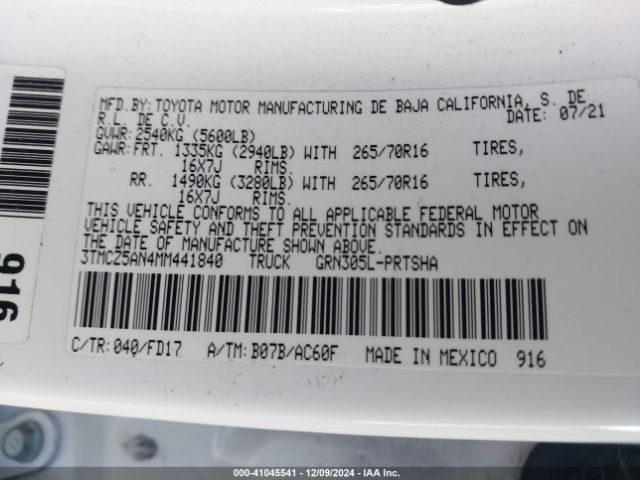 MFD.BY:TOYOTA MOTOR MANUFACTURING DE BAJA CALIFORNIA, S. DE
R.L. DE C.V. DATE: 07/21
GVWR:2540KG (5600LB)
GAWR:FRT. 1335KG (2940LB) WITH 265/70R16 TIRES,
16X7J RIMS.
RR. 1490KG (3280LB) WITH 265/70R16 TIRES,
16X7J RIMS.
THIS VEHICLE CONFORMS TO ALL APPLICABLE FEDERAL MOTOR
VEHICLE SAFETY AND THEFT PREVENTION STANDARDS IN EFFECT ON
THE DATE OF MANUFACTURE SHOWN ABOVE.
3TMCZ5AN4MM441840 TRUCK GRN305L-PRTSHA
C/TR:040/FD17 A/TM:B07B/AC60F MADE IN MEXICO 916
916
000-41045541 | 12/09/2024 | IAA Inc.